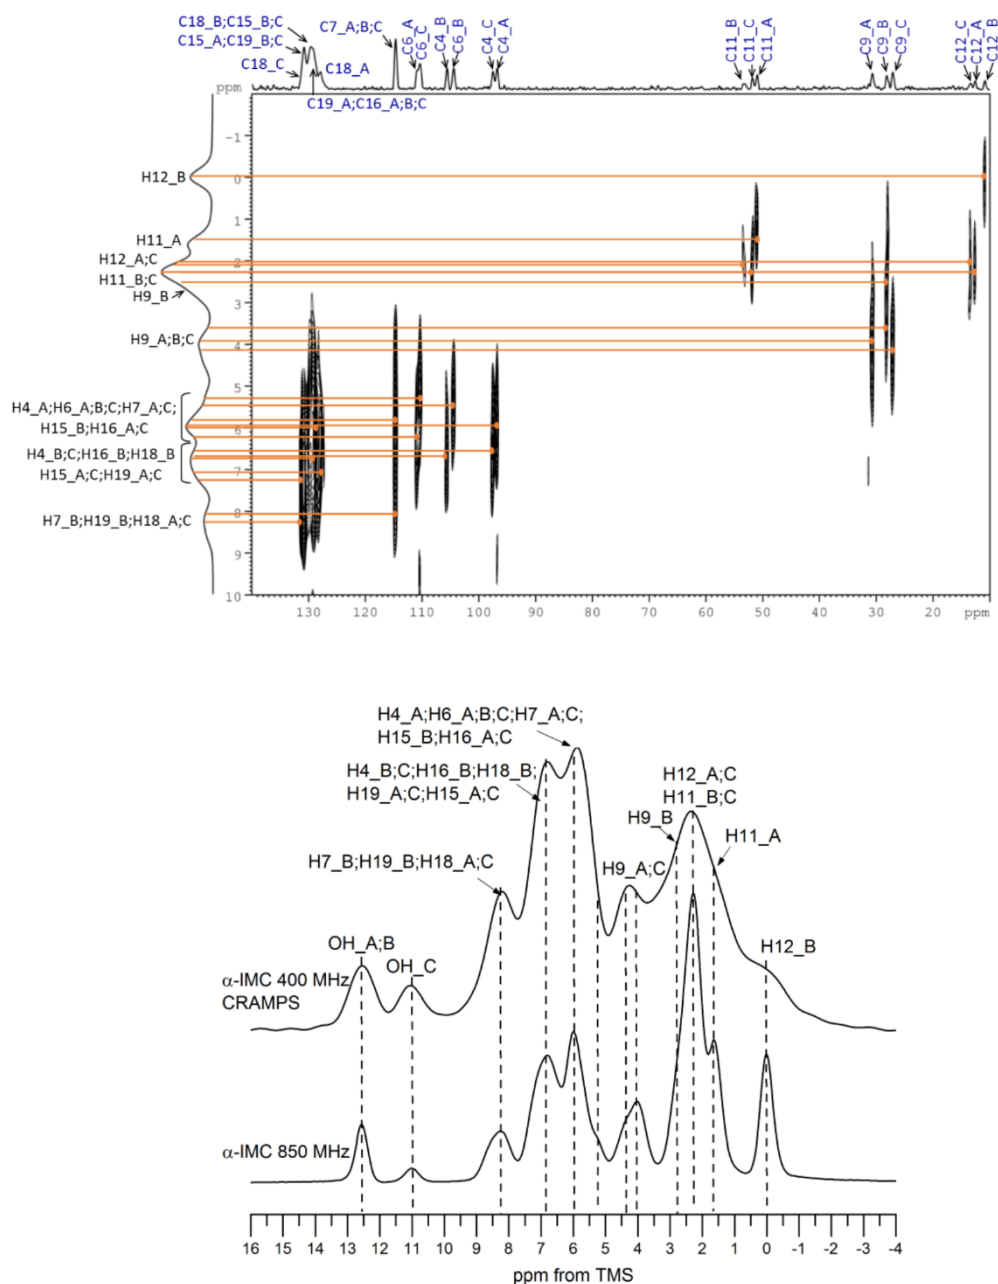 C18_B;C15_B;C
C15_A;C19_B;C
C18_C
C18_A
C19_A;C16_A;B;C
C7_A;B;C
C6_A
C6_C
C4_B
C6_B
C4_C
C4_A
C11_B
C11_C
C11_A
C9_A
C9_B
C9_C
C12_C
C12_A
C12_B
ppm
-1
0
1
2
3
4
5
6
7
8
9
10
H12_B
H11_A
H12_A;C
H11_B;C
H9_B
H9_A;B;C
H4_A;H6_A;B;C;H7_A;C;
H15_B;H16_A;C
H4_B;C;H16_B;H18_B
H15_A;C;H19_A;C
H7_B;H19_B;H18_A;C
130 120 110 100 90 80 70 60 50 40 30 20 ppm
H4_A;H6_A;B;C;H7_A;C;
H15_B;H16_A;C
H4_B;C;H16_B;H18_B;
H19_A;C;H15_A;C
H12_A;C
H11_B;C
H9_B
H11_A
H7_B;H19_B;H18_A;C
H9_A;C
OH_A;B
OH_C
H12_B
α-IMC 400 MHz
CRAMPS
α-IMC 850 MHz
16 15 14 13 12 11 10 9 8 7 6 5 4 3 2 1 0 -1 -2 -3 -4
ppm from TMS